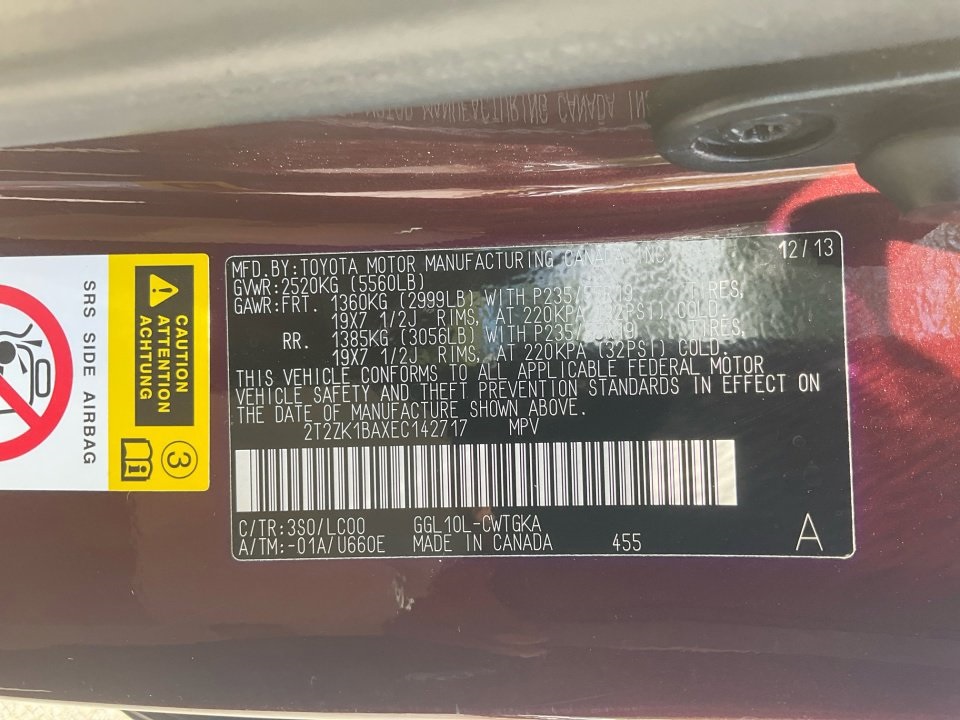 MFD.BY:TOYOTA MOTOR MANUFACTURING CANADA INC. 12/13
GVWR:2520KG (5560LB)
GAWR:FRT. 1360KG (2999LB) WITH P235/ TIRES,
19X7 1/2J RIMS, AT 220KPA (32PSI) COLD.
RR. 1385KG (3056LB) WITH P235/ TIRES,
19X7 1/2J RIMS, AT 220KPA (32PSI) COLD.
THIS VEHICLE CONFORMS TO ALL APPLICABLE FEDERAL MOTOR
VEHICLE SAFETY AND THEFT PREVENTION STANDARDS IN EFFECT ON
THE DATE OF MANUFACTURE SHOWN ABOVE.
2T2ZK1BAXEC142717 MPV
C/TR:3S0/LC00 GGL10L-CWTGKA
A/TM:-01A/U660E MADE IN CANADA 455 A
CAUTION
ATTENTION
ACHTUNG
3
SRS SIDE AIRBAG